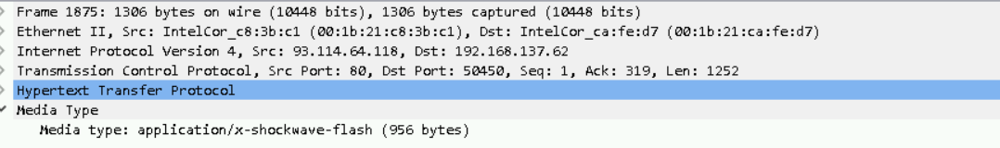 Frame 1875: 1306 bytes on wire (10448 bits), 1306 bytes captured (10448 bits)
Ethernet II, Src: IntelCor_c8:3b:c1 (00:1b:21:c8:3b:c1), Dst: IntelCor_ca:fe:d7 (00:1b:21:ca:fe:d7)
Internet Protocol Version 4, Src: 93.114.64.118, Dst: 192.168.137.62
Transmission Control Protocol, Src Port: 80, Dst Port: 50450, Seq: 1, Ack: 319, Len: 1252
Hypertext Transfer Protocol
Media Type
Media type: application/x-shockwave-flash (956 bytes)